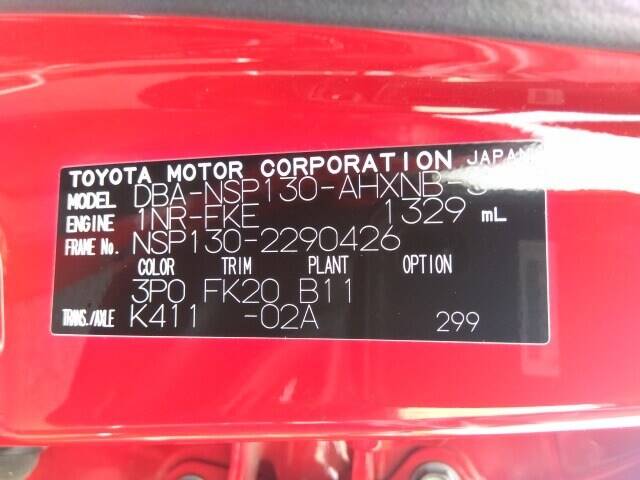 TOYOTA MOTOR CORPORATION JAPAN
MODEL DBA-NSP130-AHXNB
ENGINE 1NR-FKE 1329 mL
FRAME No. NSP130-2290426
COLOR TRIM PLANT OPTION
3P0 FK20 B11
TRANS./AXLE K411 -02A 299